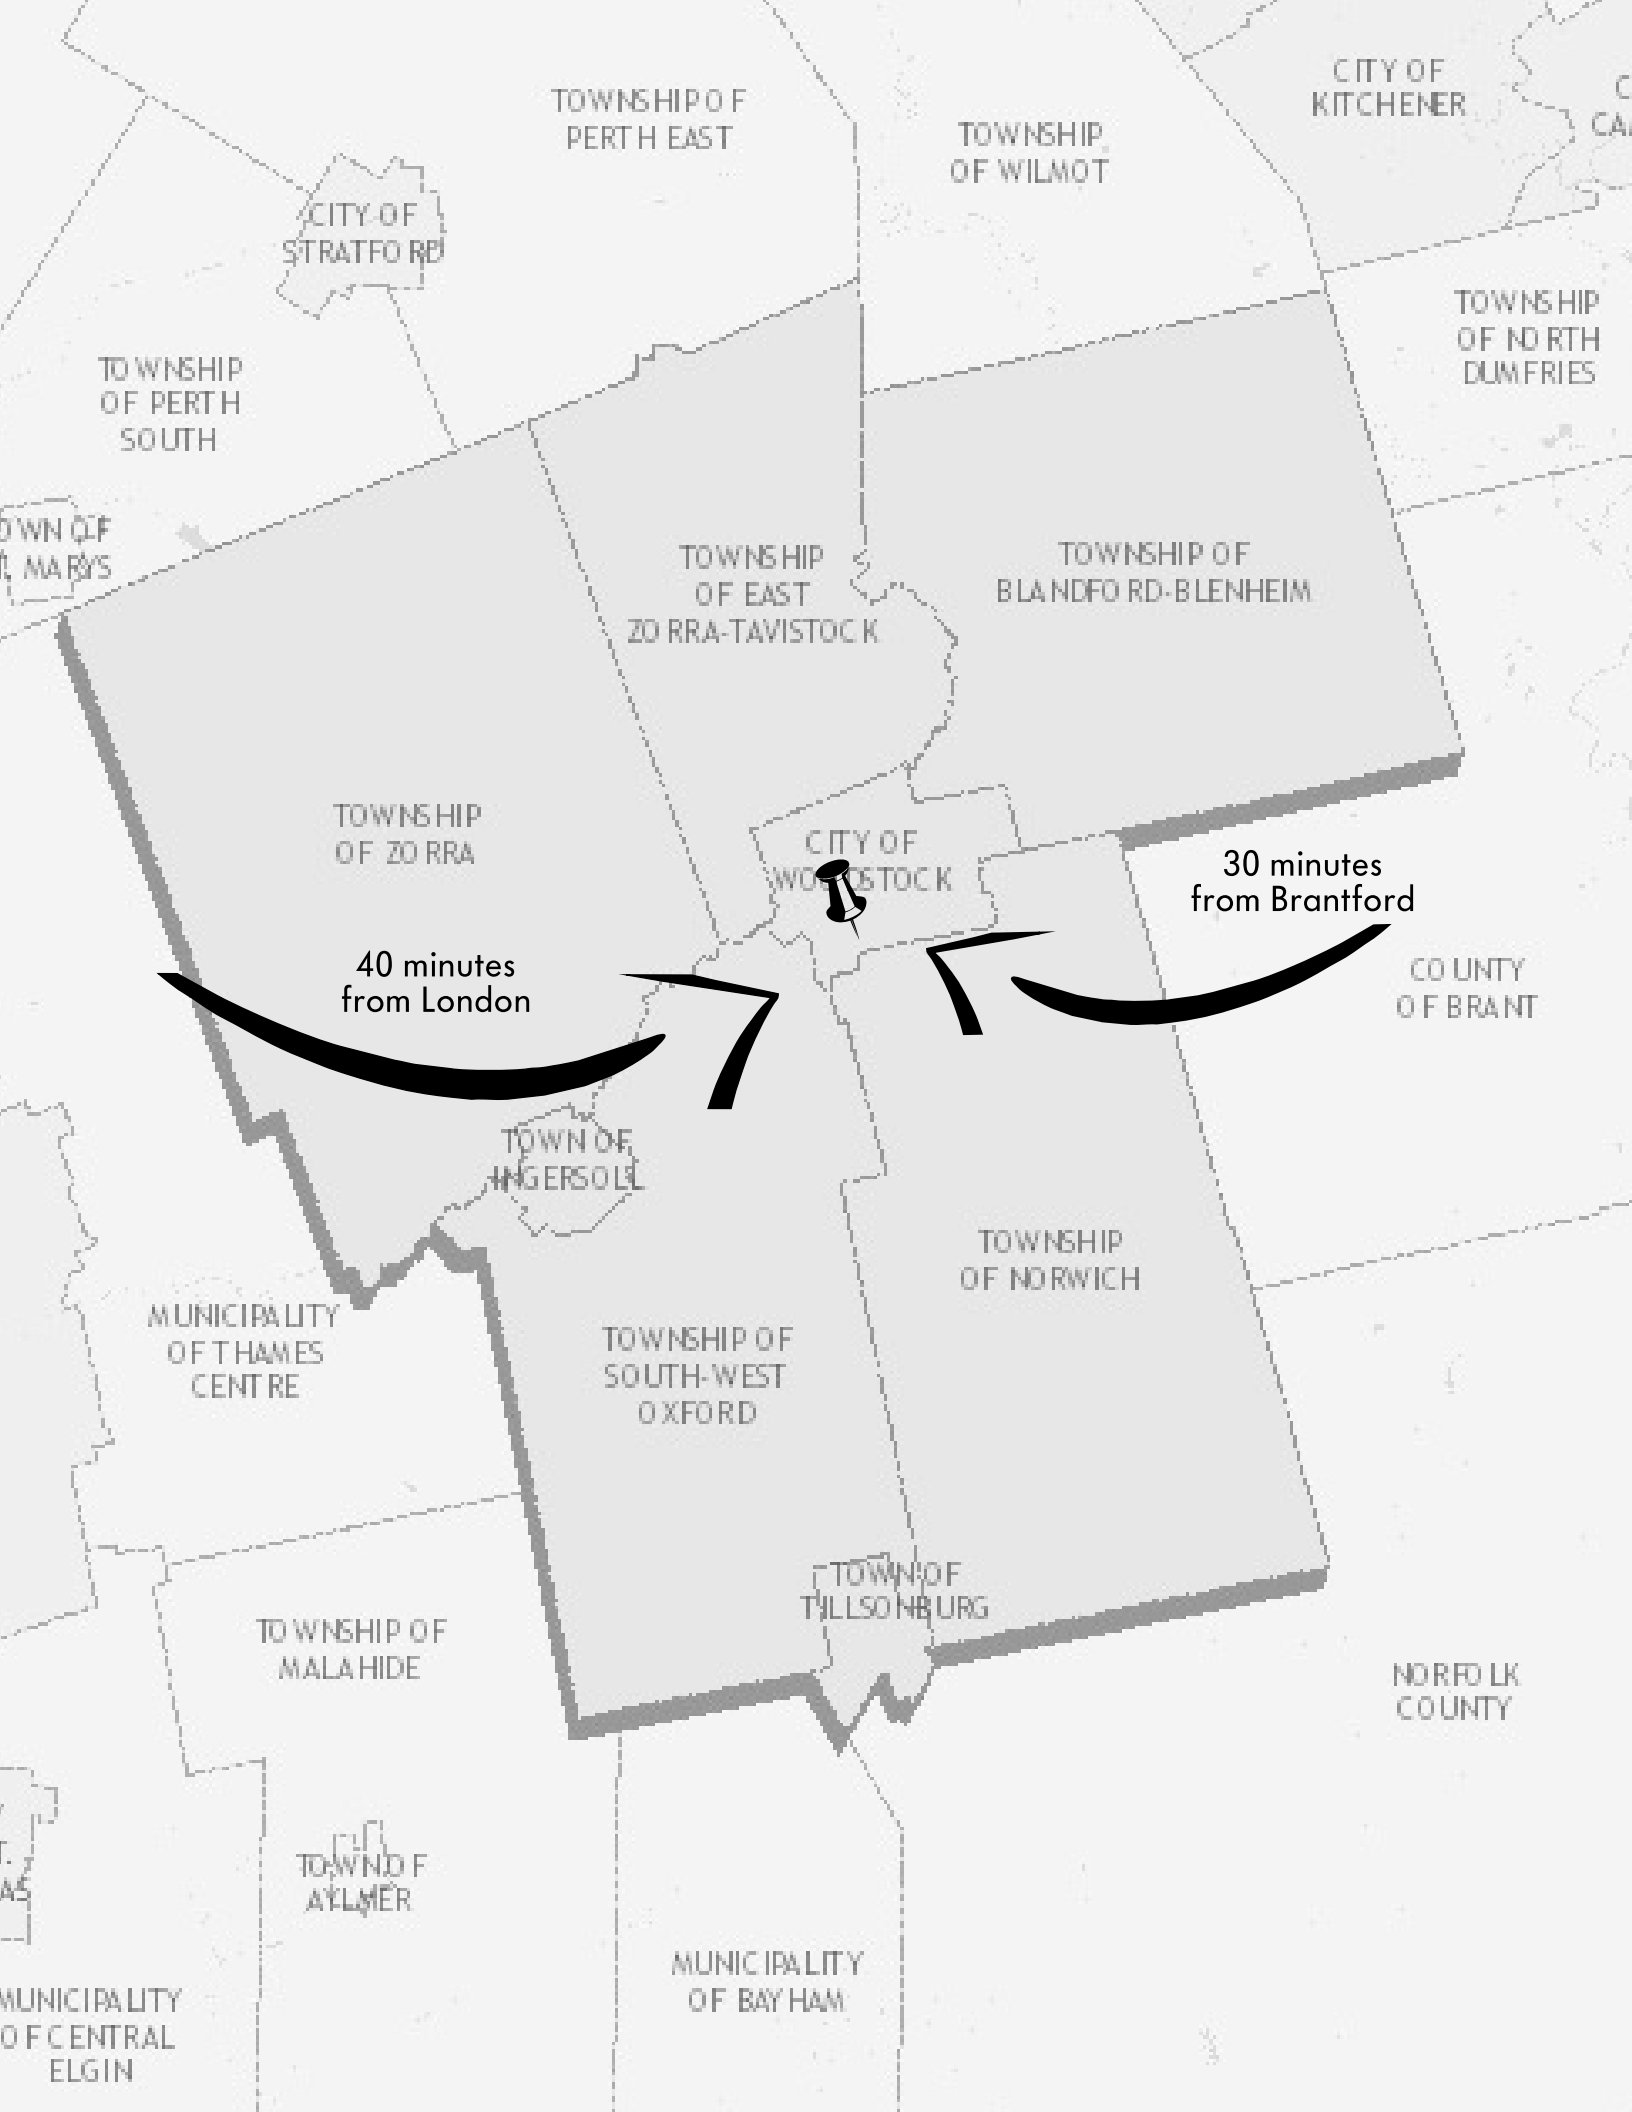 CITY OF
KITCHENER
TOWNSHIP OF
PERTH EAST
TOWNSHIP
OF WILMOT
CITY OF
STRATFORD
TOWNSHIP
OF NORTH
DUMFRIES
TOWNSHIP
OF PERTH
SOUTH
MARYS
TOWNSHIP
OF EAST
ZORRA-TAVISTOCK
TOWNSHIP OF
BLANDFORD-BLENHEIM
TOWNSHIP
OF ZORRA
CITY OF
WOODSTOCK
30 minutes
from Brantford
40 minutes
from London
COUNTY
OF BRANT
TOWN OF
INGERSOLL
TOWNSHIP
OF NORWICH
MUNICIPALITY
OF THAMES
CENTRE
TOWNSHIP OF
SOUTH-WEST
OXFORD
TOWN OF
TILLSONBURG
TOWNSHIP OF
MALAHIDE
NORFOLK
COUNTY
TOWN OF
AYLMER
MUNICIPALITY
OF BAYHAM
MUNICIPALITY
OF CENTRAL
ELGIN